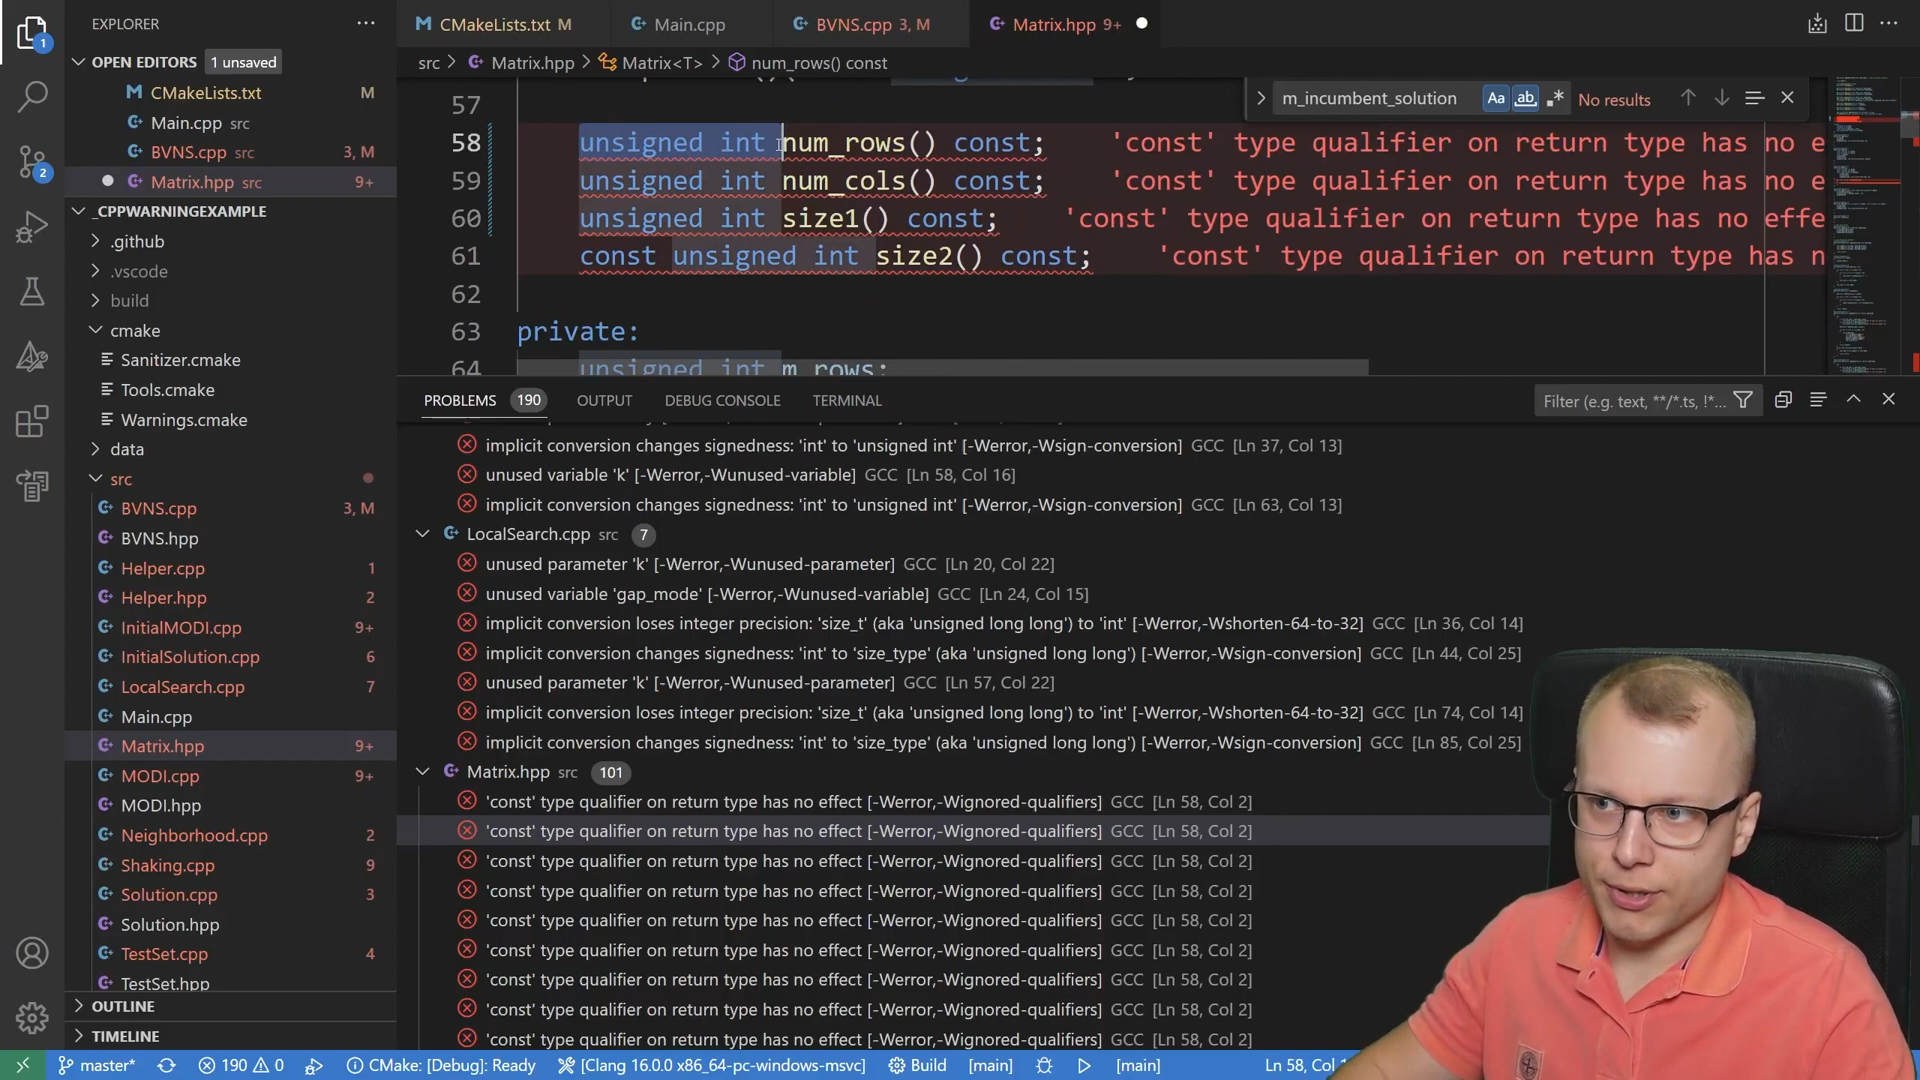 EXPLORER
OPEN EDITORS 1 unsaved
CMakeLists.txt M
Main.cpp src
BVNS.cpp src 3, M
Matrix.hpp src 9+
_CPPWARNINGEXAMPLE
.github
.vscode
build
cmake
Sanitizer.cmake
Tools.cmake
Warnings.cmake
data
src
BVNS.cpp 3, M
BVNS.hpp
Helper.cpp 1
Helper.hpp 2
InitialMODI.cpp 9+
InitialSolution.cpp 6
LocalSearch.cpp 7
Main.cpp
Matrix.hpp 9+
MODI.cpp 9+
MODI.hpp
Neighborhood.cpp 2
Shaking.cpp 9
Solution.cpp 3
Solution.hpp
TestSet.cpp 4
TestSet.hpp
OUTLINE
TIMELINE
1
2
CMakeLists.txt M
Main.cpp
BVNS.cpp 3, M
Matrix.hpp 9+
src > Matrix.hpp > Matrix<T> > num_rows() const
m_incumbent_solution Aa ab No results
57
58 unsigned int num_rows() const; 'const' type qualifier on return type has no e
59 unsigned int num_cols() const; 'const' type qualifier on return type has no e
60 unsigned int size1() const; 'const' type qualifier on return type has no effe
61 const unsigned int size2() const; 'const' type qualifier on return type has n
62
63 private:
64 unsigned int m_rows;
PROBLEMS 190 OUTPUT DEBUG CONSOLE TERMINAL Filter (e.g. text, **/*.ts, !*...
implicit conversion changes signedness: 'int' to 'unsigned int' [-Werror,-Wsign-conversion] GCC [Ln 37, Col 13]
unused variable 'k' [-Werror,-Wunused-variable] GCC [Ln 58, Col 16]
implicit conversion changes signedness: 'int' to 'unsigned int' [-Werror,-Wsign-conversion] GCC [Ln 63, Col 13]
LocalSearch.cpp src 7
unused parameter 'k' [-Werror,-Wunused-parameter] GCC [Ln 20, Col 22]
unused variable 'gap_mode' [-Werror,-Wunused-variable] GCC [Ln 24, Col 15]
implicit conversion loses integer precision: 'size_t' (aka 'unsigned long long') to 'int' [-Werror,-Wshorten-64-to-32] GCC [Ln 36, Col 14]
implicit conversion changes signedness: 'int' to 'size_type' (aka 'unsigned long long') [-Werror,-Wsign-conversion] GCC [Ln 44, Col 25]
unused parameter 'k' [-Werror,-Wunused-parameter] GCC [Ln 57, Col 22]
implicit conversion loses integer precision: 'size_t' (aka 'unsigned long long') to 'int' [-Werror,-Wshorten-64-to-32] GCC [Ln 74, Col 14]
implicit conversion changes signedness: 'int' to 'size_type' (aka 'unsigned long long') [-Werror,-Wsign-conversion] GCC [Ln 85, Col 25]
Matrix.hpp src 101
'const' type qualifier on return type has no effect [-Werror,-Wignored-qualifiers] GCC [Ln 58, Col 2]
'const' type qualifier on return type has no effect [-Werror,-Wignored-qualifiers] GCC [Ln 58, Col 2]
'const' type qualifier on return type has no effect [-Werror,-Wignored-qualifiers] GCC [Ln 58, Col 2]
'const' type qualifier on return type has no effect [-Werror,-Wignored-qualifiers] GCC [Ln 58, Col 2]
'const' type qualifier on return type has no effect [-Werror,-Wignored-qualifiers] GCC [Ln 58, Col 2]
'const' type qualifier on return type has no effect [-Werror,-Wignored-qualifiers] GCC [Ln 58, Col 2]
'const' type qualifier on return type has no effect [-Werror,-Wignored-qualifiers] GCC [Ln 58, Col 2]
'const' type qualifier on return type has no effect [-Werror,-Wignored-qualifiers] GCC [Ln 58, Col 2]
'const' type qualifier on return type has no effect [-Werror,-Wignored-qualifiers] GCC [Ln 58, Col 2]
master* 190 0 CMake: [Debug]: Ready [Clang 16.0.0 x86_64-pc-windows-msvc] Build [main] [main] Ln 58, Col